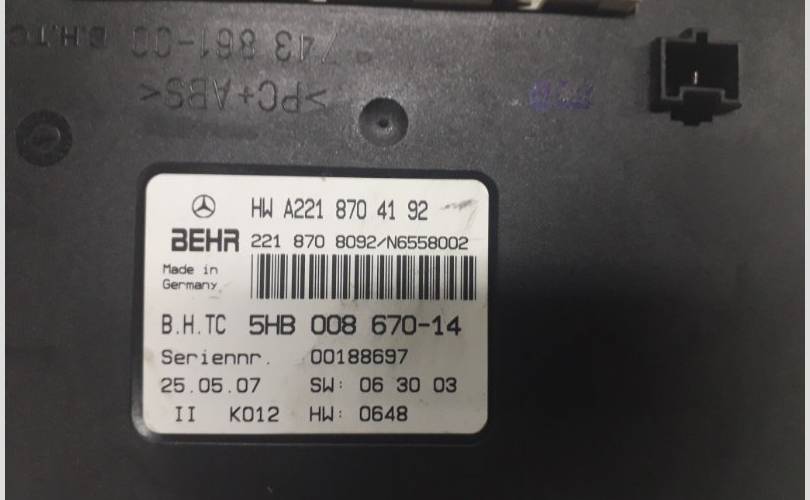 743 861-00 B.H.TC
>PC+ABS<
HW A221 870 41 92
BEHR 221 870 8092/N6558002
Made in
Germany
B.H.TC 5HB 008 670-14
Seriennr. 00188697
25.05.07 SW: 06 30 03
II K012 HW: 0648